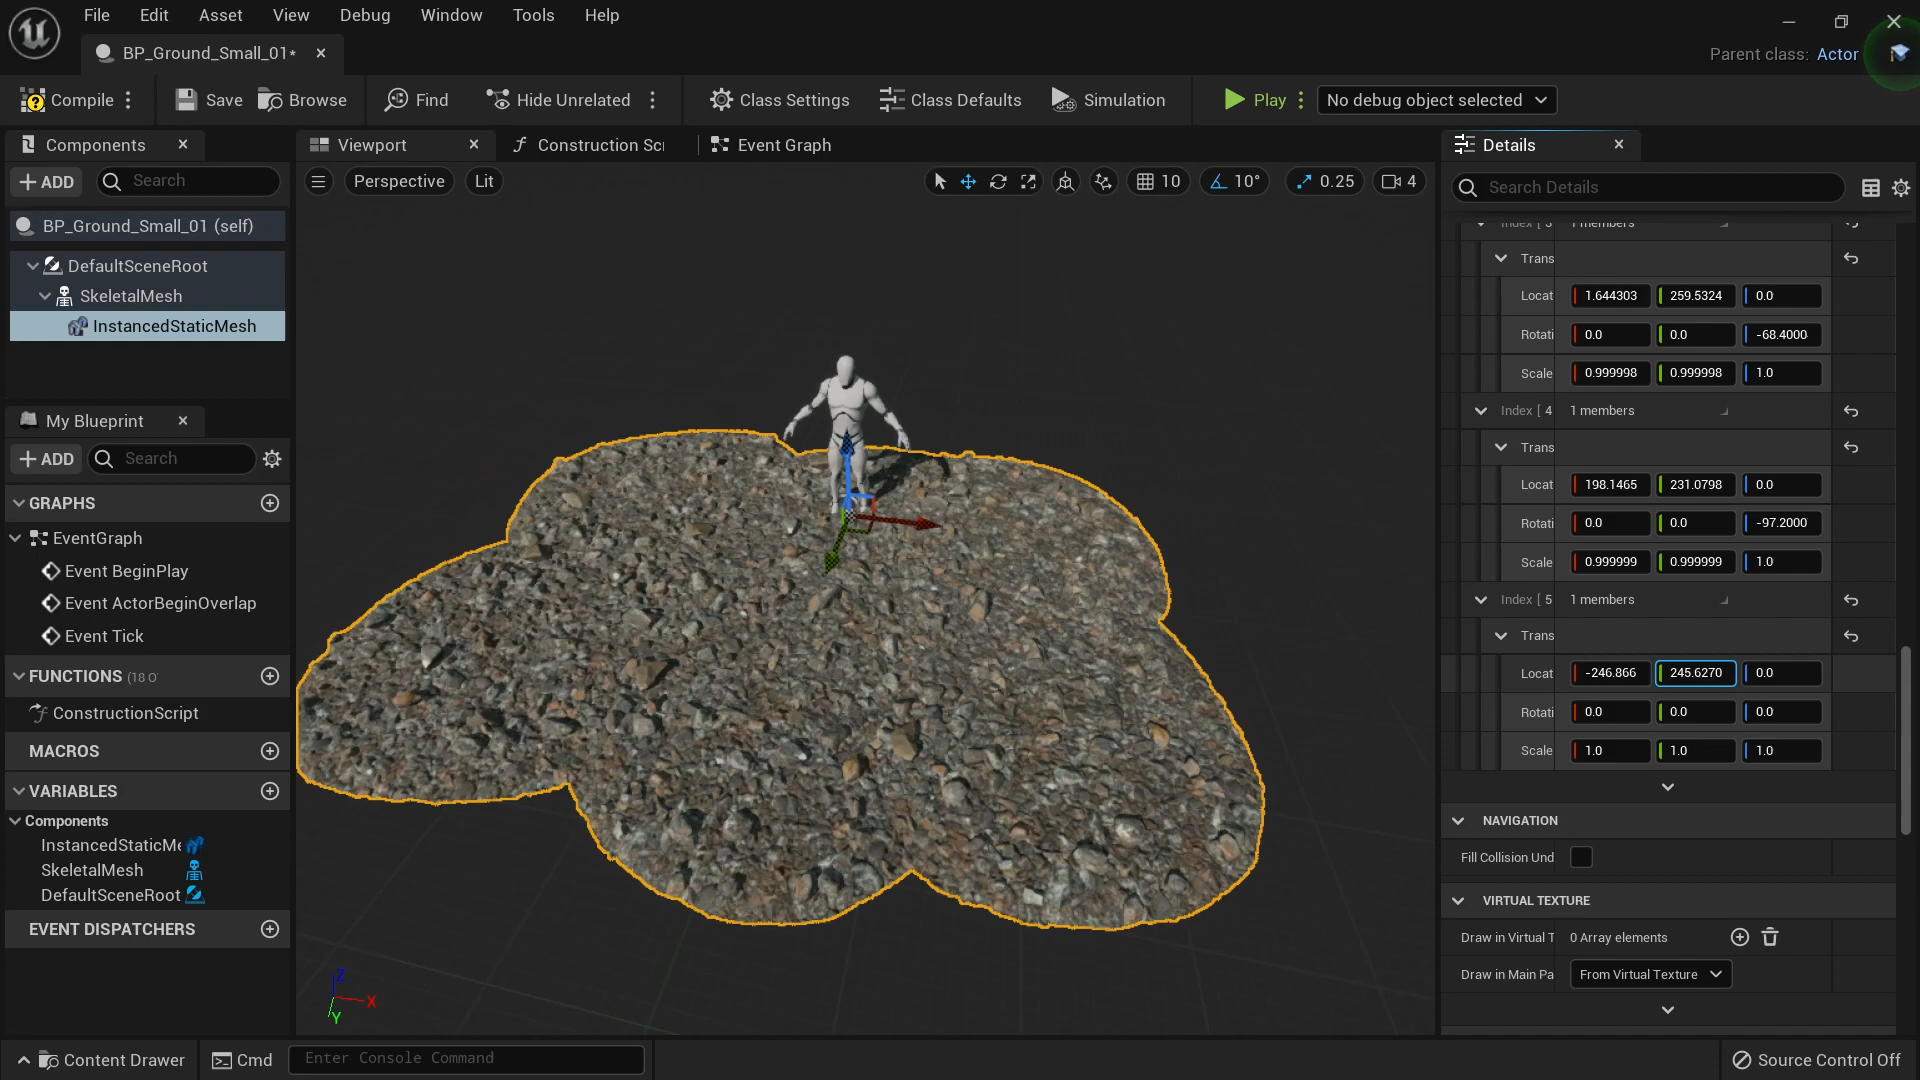 File Edit Asset View Debug Window Tools Help
BP_Ground_Small_01*
Parent class: Actor
Compile Save Browse Find Hide Unrelated Class Settings Class Defaults Simulation Play No debug object selected
Components
ADD Search
BP_Ground_Small_01 (self)
DefaultSceneRoot
SkeletalMesh
InstancedStaticMesh
My Blueprint
ADD Search
GRAPHS
EventGraph
Event BeginPlay
Event ActorBeginOverlap
Event Tick
FUNCTIONS (18 O
ConstructionScript
MACROS
VARIABLES
Components
InstancedStaticMe
SkeletalMesh
DefaultSceneRoot
EVENT DISPATCHERS
Viewport Construction Scr Event Graph
Perspective Lit 10 10° 0.25 4
Z
X
Y
Details
Search Details
Index [ 3 1 members
Trans
Locat 1.644303 259.5324 0.0
Rotati 0.0 0.0 -68.4000
Scale 0.999998 0.999998 1.0
Index [ 4 1 members
Trans
Locat 198.1465 231.0798 0.0
Rotati 0.0 0.0 -97.2000
Scale 0.999999 0.999999 1.0
Index [ 5 1 members
Trans
Locat -246.866 245.6270 0.0
Rotati 0.0 0.0 0.0
Scale 1.0 1.0 1.0
NAVIGATION
Fill Collision Und
VIRTUAL TEXTURE
Draw in Virtual T 0 Array elements
Draw in Main Pa From Virtual Texture
Content Drawer Cmd Enter Console Command Source Control Off